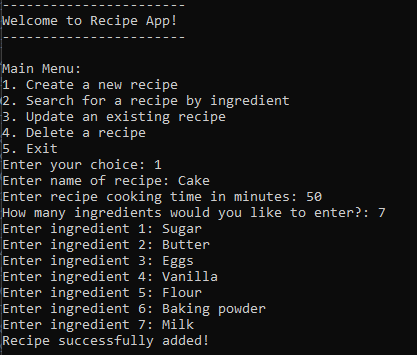 -----------------------
Welcome to Recipe App!
-----------------------
Main Menu:
1. Create a new recipe
2. Search for a recipe by ingredient
3. Update an existing recipe
4. Delete a recipe
5. Exit
Enter your choice: 1
Enter name of recipe: Cake
Enter recipe cooking time in minutes: 50
How many ingredients would you like to enter?: 7
Enter ingredient 1: Sugar
Enter ingredient 2: Butter
Enter ingredient 3: Eggs
Enter ingredient 4: Vanilla
Enter ingredient 5: Flour
Enter ingredient 6: Baking powder
Enter ingredient 7: Milk
Recipe successfully added!